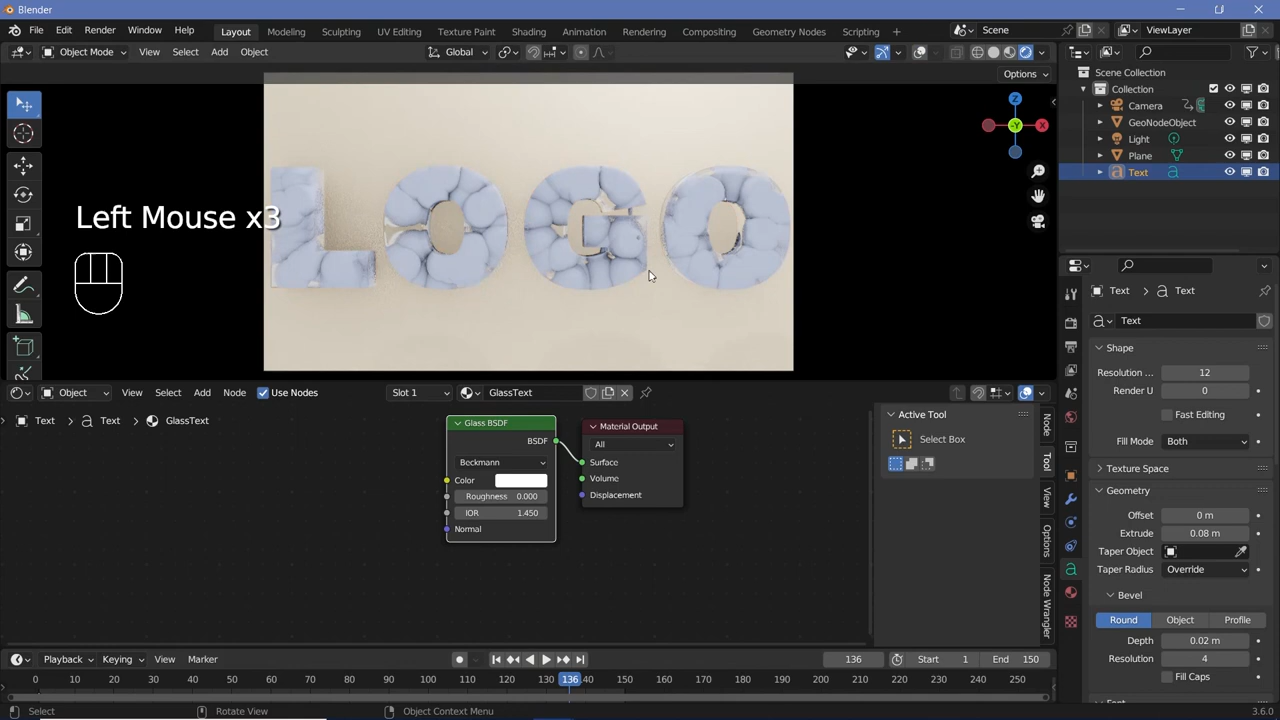 Blender
File Edit Render Window Help Layout Modeling Sculpting UV Editing Texture Paint Shading Animation Rendering Compositing Geometry Nodes Scripting + Scene ViewLayer
Object Mode View Select Add Object Global
Options
Scene Collection
Collection
Camera
GeoNodeObject
Light
Plane
Text
Z
-Y
X
LOGO
Left Mouse x3
Object View Select Add Node Use Nodes Slot 1 GlassText
Text Text GlassText
Glass BSDF
BSDF
Beckmann
Color
Roughness 0.000
IOR 1.450
Normal
Material Output
All
Surface
Volume
Displacement
Active Tool
Select Box
Node
Tool
View
Options
Node Wrangler
Text Text
Text
Shape
Resolution ... 12
Render U 0
Fast Editing
Fill Mode Both
Texture Space
Geometry
Offset 0 m
Extrude 0.08 m
Taper Object
Taper Radius Override
Bevel
Round Object Profile
Depth 0.02 m
Resolution 4
Fill Caps
Playback Keying View Marker 136 Start 1 End 150
0 10 20 30 40 50 60 70 80 90 100 110 120 136 140 150 160 170 180 190 200 210 220 230 240 250
Select Rotate View Object Context Menu 3.6.0